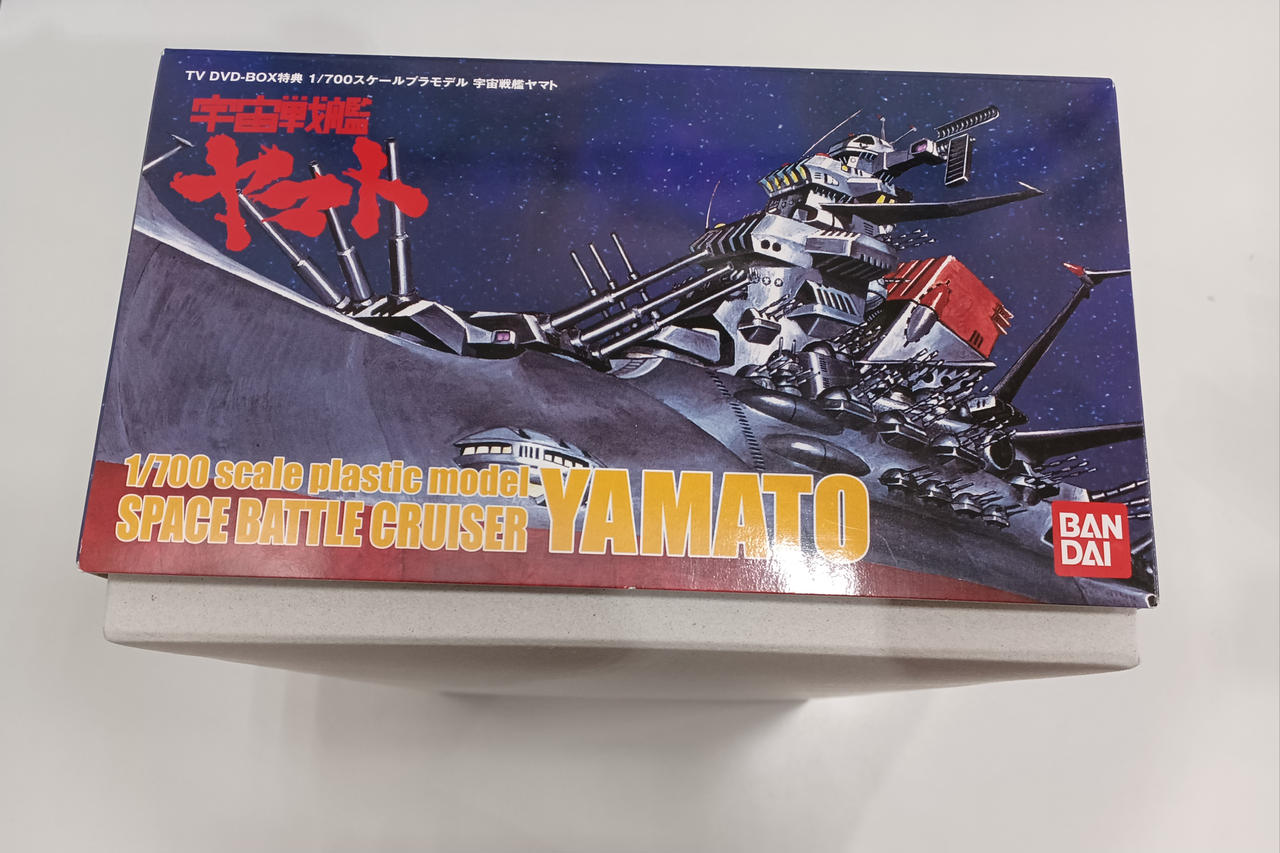 TV DVD-BOX特典 1/700スケールプラモデル 宇宙戦艦ヤマト
宇宙戦艦
ヤマト
1/700 scale plastic model
SPACE BATTLE CRUISER YAMATO
BAN
DAI